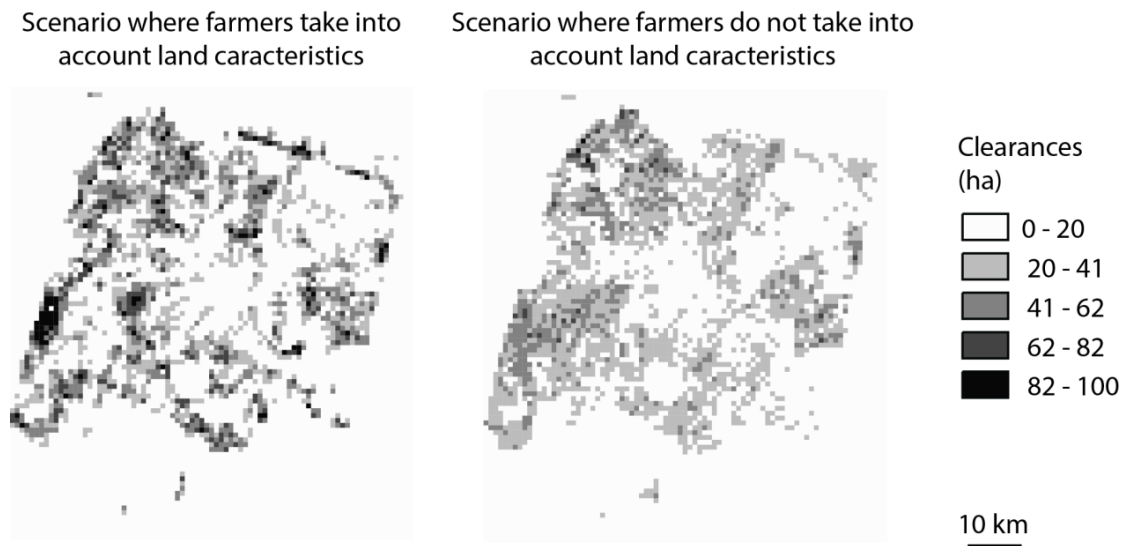 Scenario where farmers take into
account land caracteristics
Scenario where farmers do not take into
account land caracteristics
Clearances
(ha)
0 - 20
20 - 41
41 - 62
62 - 82
82 - 100
10 km